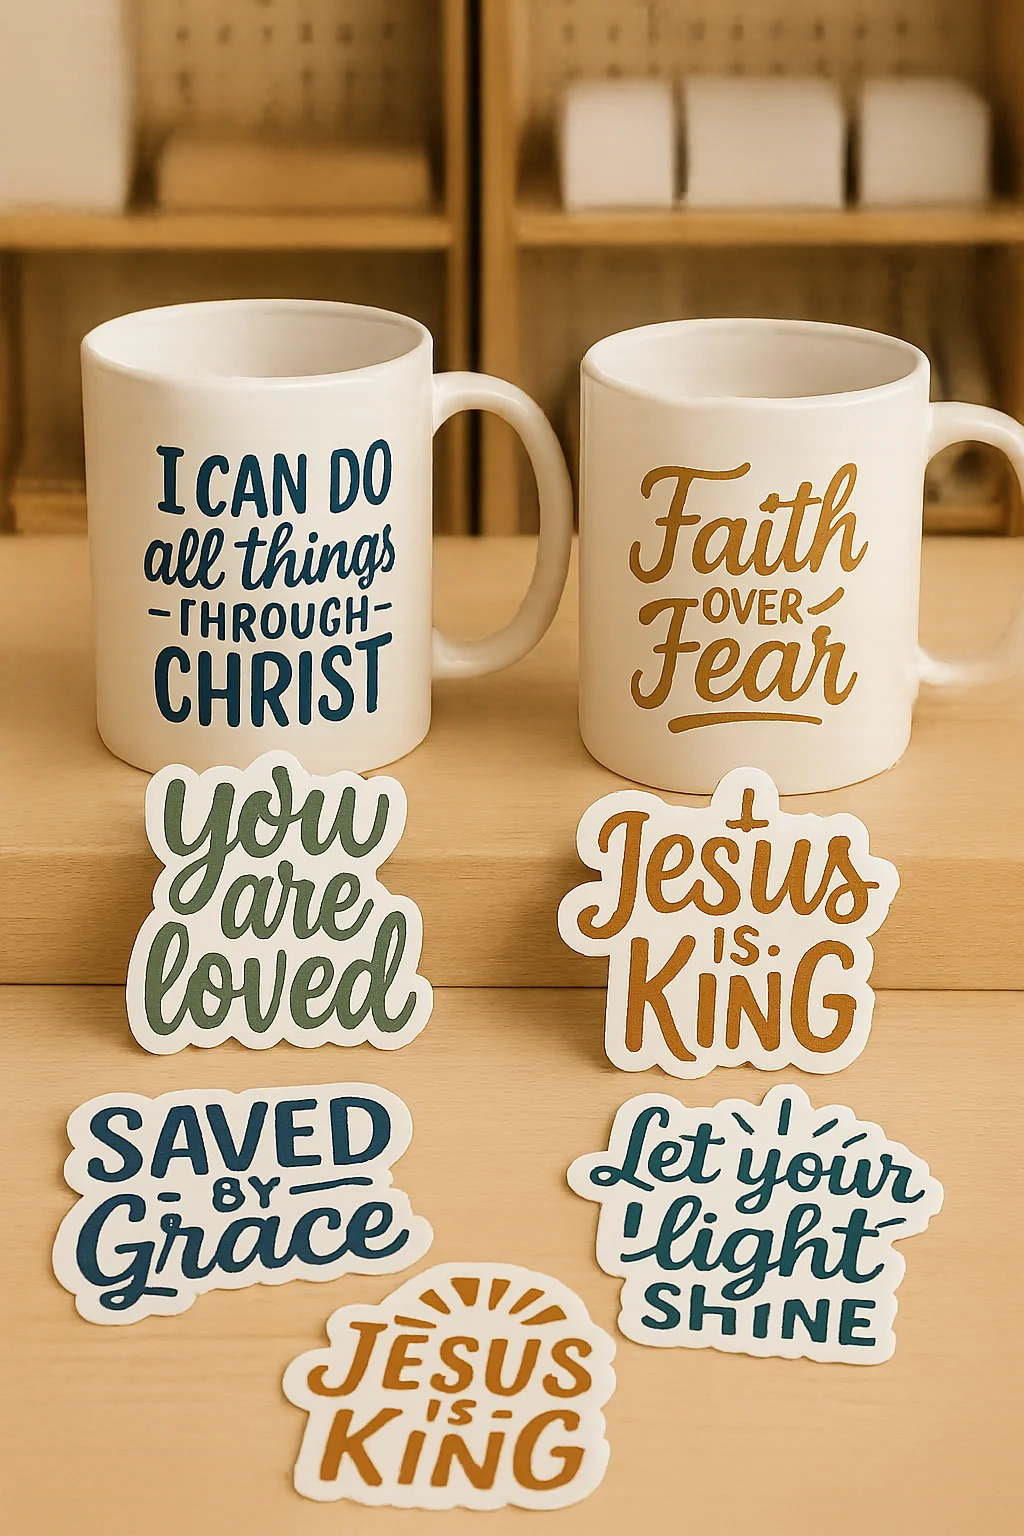 I CAN DO
all things
-THROUGH-
CHRIST
Faith
OVER
Fear
you
are
loved
Jesus
IS
KING
SAVED
BY
Grace
Let your
light
SHINE
JESUS
IS
KING